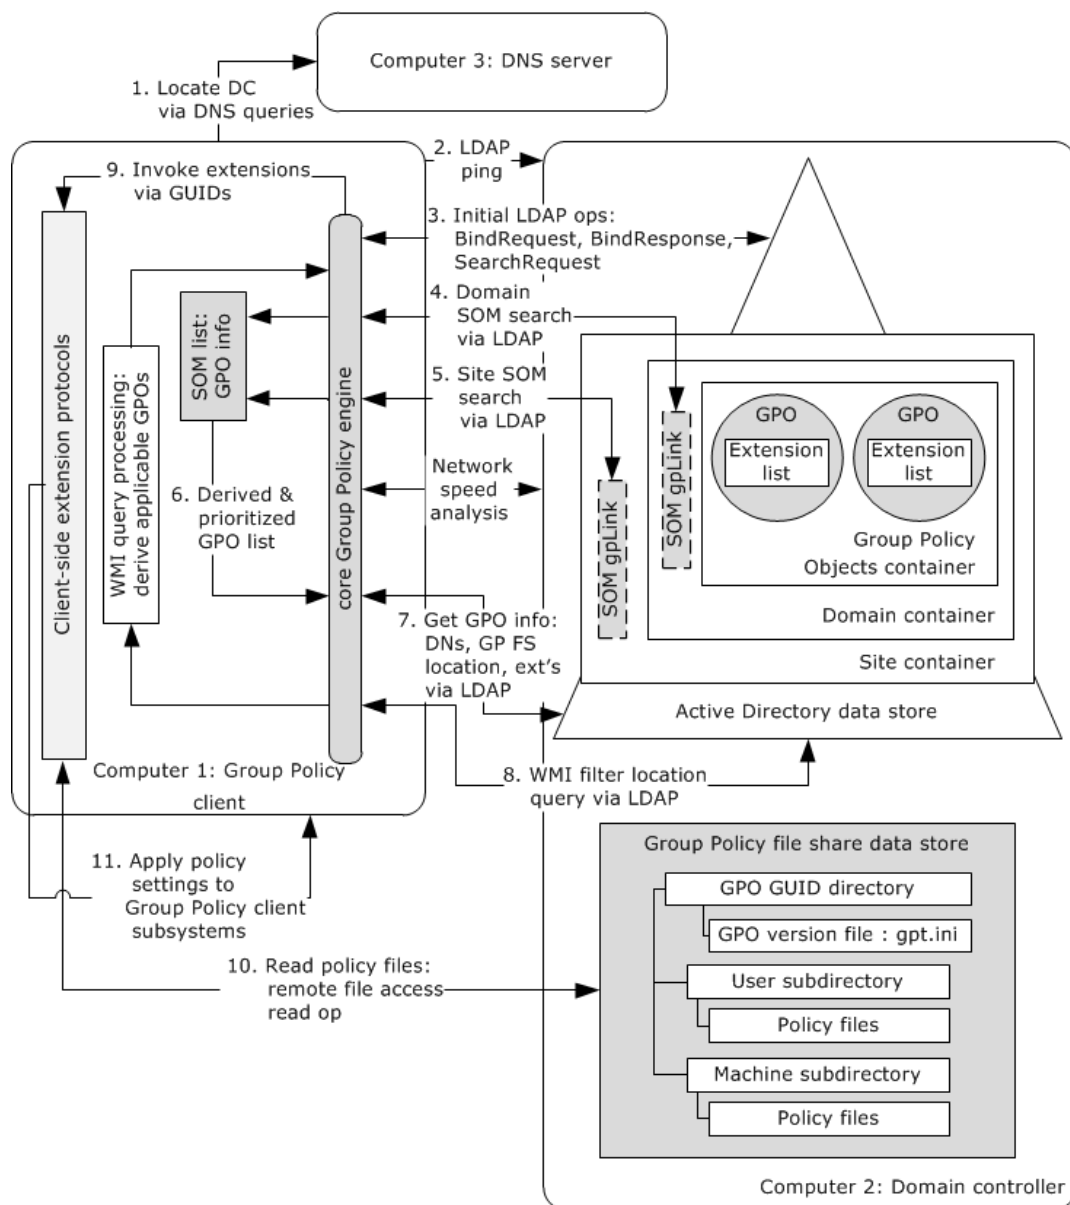 Computer 3: DNS server
1. Locate DC
via DNS queries
9. Invoke extensions
via GUIDs
2. LDAP
ping
3. Initial LDAP ops:
BindRequest, BindResponse,
SearchRequest
4. Domain
SOM search
via LDAP
5. Site SOM
search
via LDAP
Network
speed
analysis
6. Derived &
prioritized
GPO list
7. Get GPO info:
DNs, GP FS
location, ext's
via LDAP
8. WMI filter location
query via LDAP
Client-side extension protocols
WMI query processing:
derive applicable GPOs
SOM list:
GPO info
core Group Policy engine
Computer 1: Group Policy
client
SOM gpLink
SOM gpLink
GPO
Extension
list
GPO
Extension
list
Group Policy
Objects container
Domain container
Site container
Active Directory data store
11. Apply policy
settings to
Group Policy client
subsystems
10. Read policy files:
remote file access
read op
Group Policy file share data store
GPO GUID directory
GPO version file : gpt.ini
User subdirectory
Policy files
Machine subdirectory
Policy files
Computer 2: Domain controller